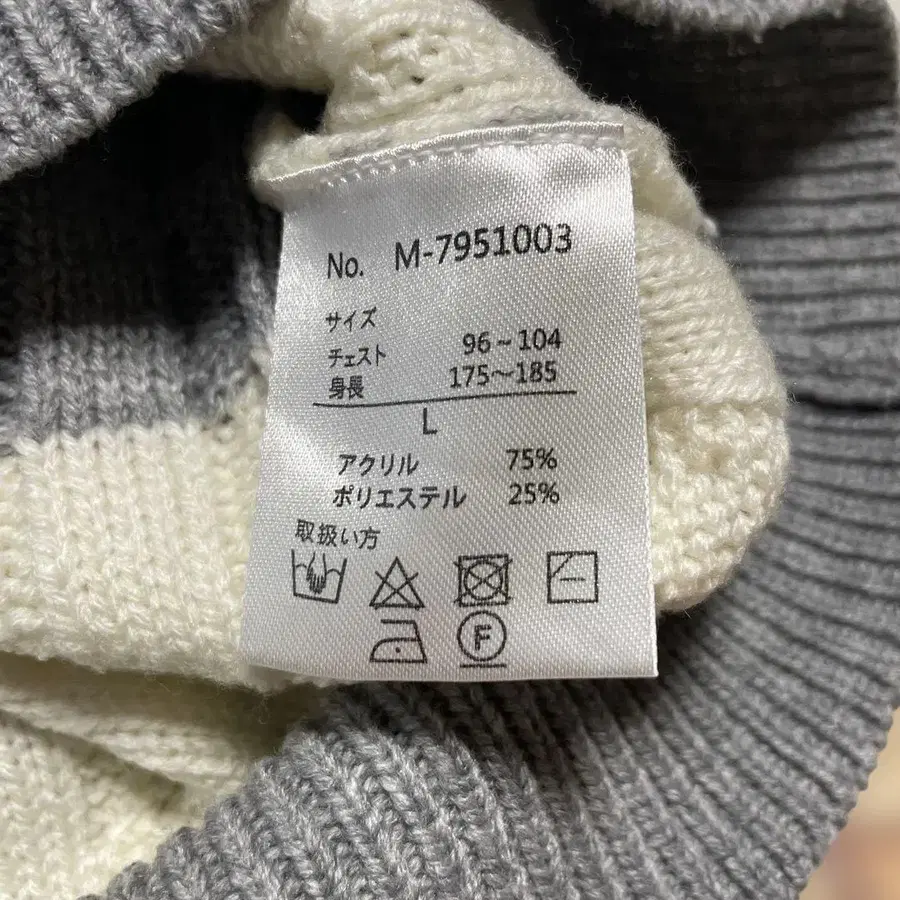 No. M-7951003
サイズ
チェスト 96~104
身長 175~185
L
アクリル 75%
ポリエステル 25%
取扱い方
F